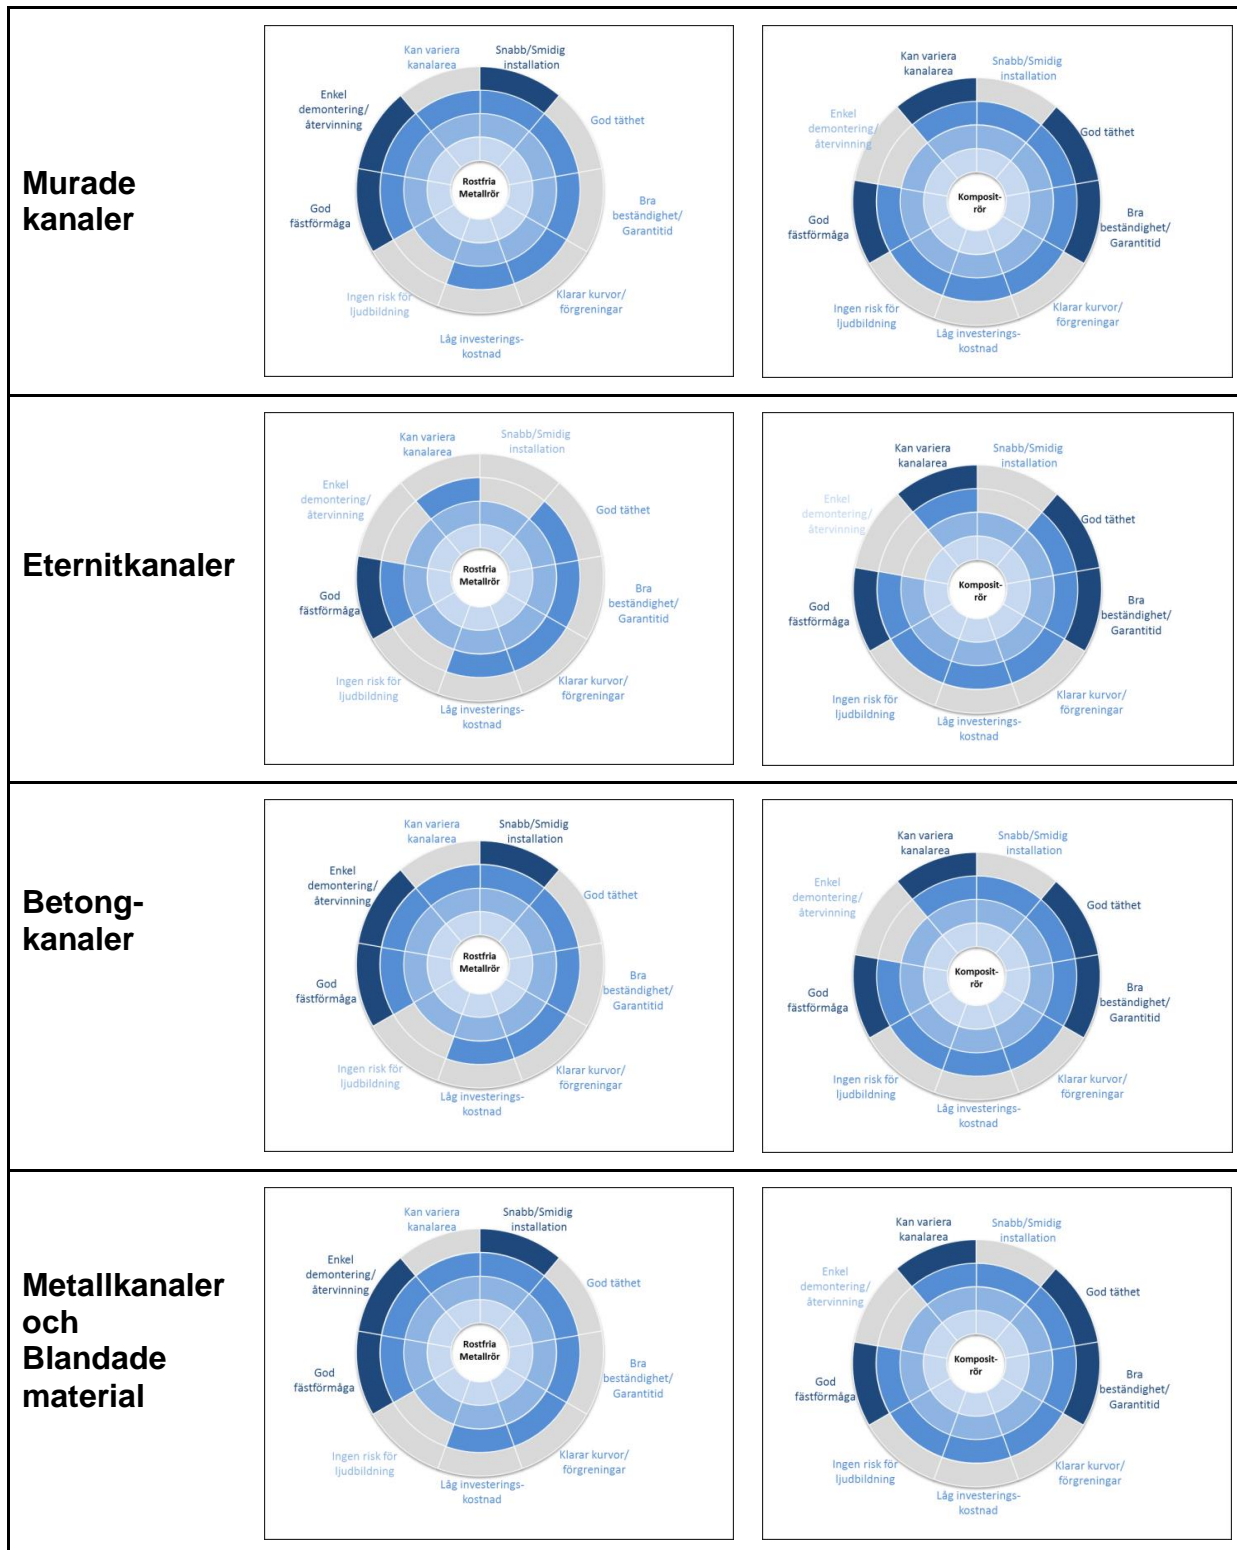 Murade
kanaler
Kan variera
kanalarea
Snabb/Smidig
installation
Enkel
demontering/
återvinning
God täthet
Rostfria
Metallrör
God
fästförmåga
Bra
beständighet/
Garantitid
Ingen risk för
ljudbildning
Klarar kurvor/
förgreningar
Låg investerings-
kostnad
Kan variera
kanalarea
Snabb/Smidig
installation
Enkel
demontering/
återvinning
God täthet
Komposit-
rör
God
fästförmåga
Bra
beständighet/
Garantitid
Ingen risk för
ljudbildning
Klarar kurvor/
förgreningar
Låg investerings-
kostnad
Eternitkanaler
Kan variera
kanalarea
Snabb/Smidig
installation
Enkel
demontering/
återvinning
God täthet
Rostfria
Metallrör
God
fästförmåga
Bra
beständighet/
Garantitid
Ingen risk för
ljudbildning
Klarar kurvor/
förgreningar
Låg investerings-
kostnad
Kan variera
kanalarea
Snabb/Smidig
installation
Enkel
demontering/
återvinning
God täthet
Komposit-
rör
God
fästförmåga
Bra
beständighet/
Garantitid
Ingen risk för
ljudbildning
Klarar kurvor/
förgreningar
Låg investerings-
kostnad
Betong-
kanaler
Kan variera
kanalarea
Snabb/Smidig
installation
Enkel
demontering/
återvinning
God täthet
Rostfria
Metallrör
God
fästförmåga
Bra
beständighet/
Garantitid
Ingen risk för
ljudbildning
Klarar kurvor/
förgreningar
Låg investerings-
kostnad
Kan variera
kanalarea
Snabb/Smidig
installation
Enkel
demontering/
återvinning
God täthet
Komposit-
rör
God
fästförmåga
Bra
beständighet/
Garantitid
Ingen risk för
ljudbildning
Klarar kurvor/
förgreningar
Låg investerings-
kostnad
Metallkanaler
och
Blandade
material
Kan variera
kanalarea
Snabb/Smidig
installation
Enkel
demontering/
återvinning
God täthet
Rostfria
Metallrör
God
fästförmåga
Bra
beständighet/
Garantitid
Ingen risk för
ljudbildning
Klarar kurvor/
förgreningar
Låg investerings-
kostnad
Kan variera
kanalarea
Snabb/Smidig
installation
Enkel
demontering/
återvinning
God täthet
Komposit-
rör
God
fästförmåga
Bra
beständighet/
Garantitid
Ingen risk för
ljudbildning
Klarar kurvor/
förgreningar
Låg investerings-
kostnad